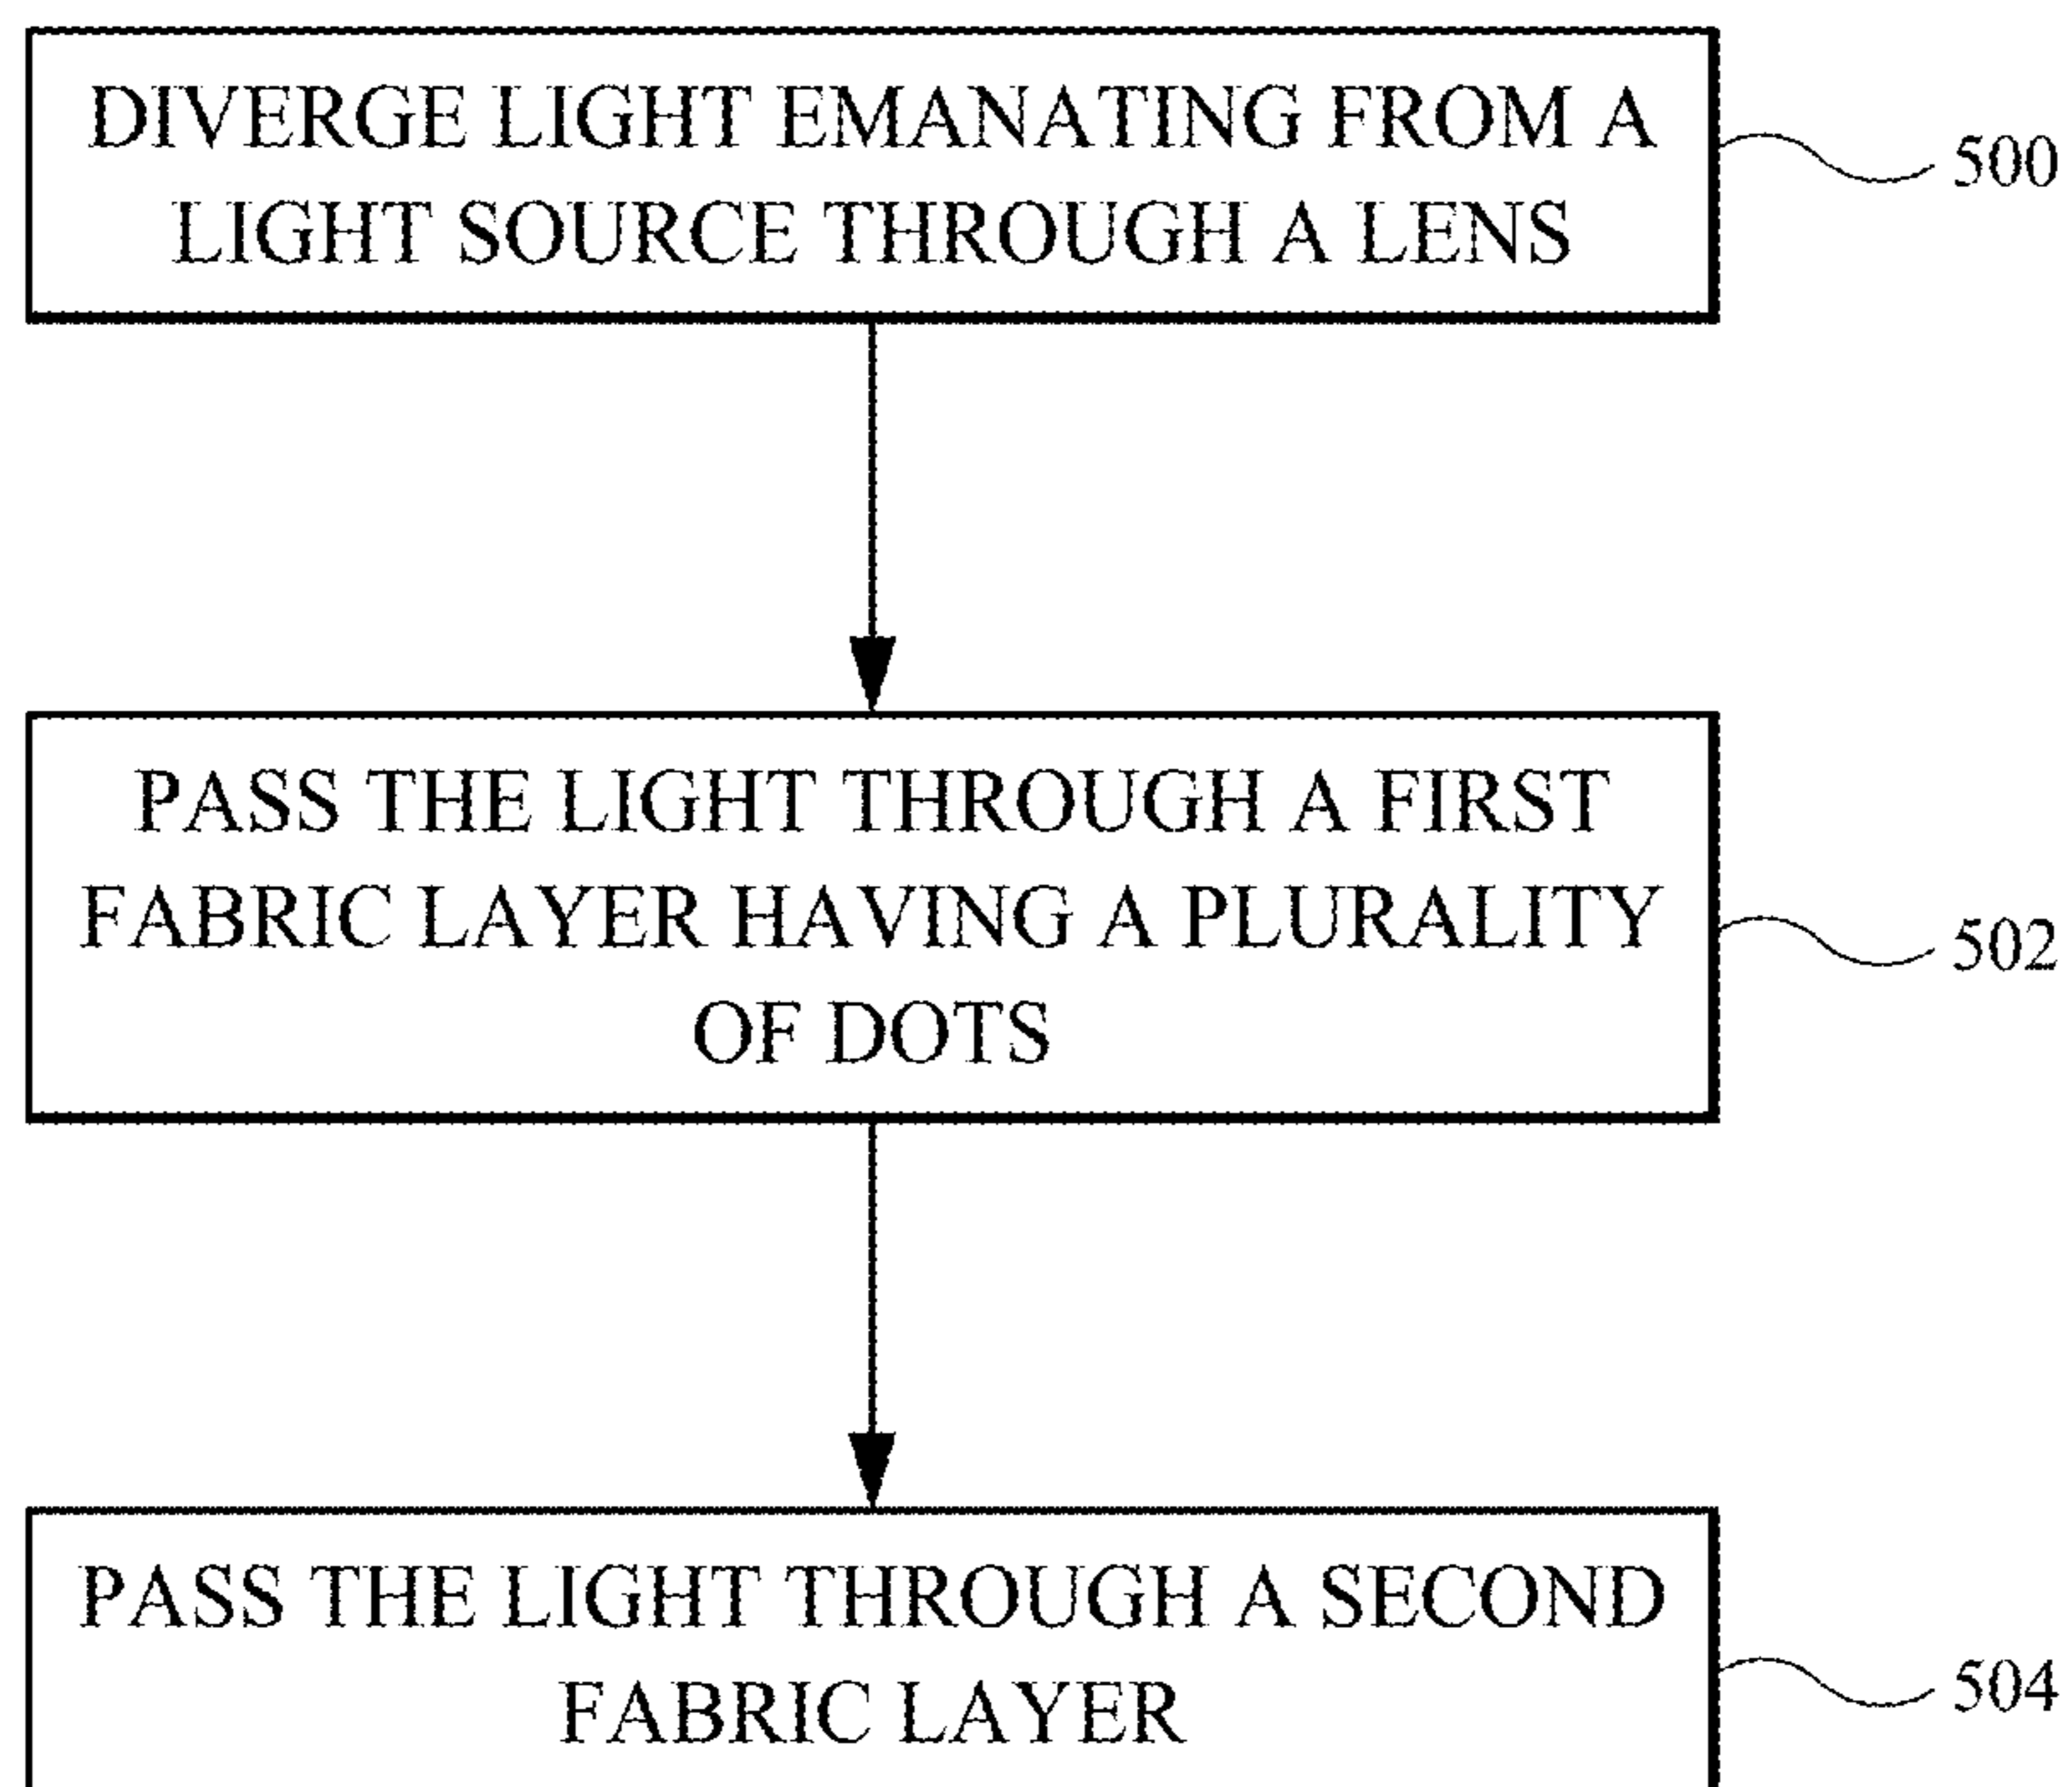 DIVERGE LIGHT EMANATING FROM A
LIGHT SOURCE THROUGH A LENS
500
PASS THE LIGHT THROUGH A FIRST
FABRIC LAYER HAVING A PLURALITY
OF DOTS
502
PASS THE LIGHT THROUGH A SECOND
FABRIC LAYER
504